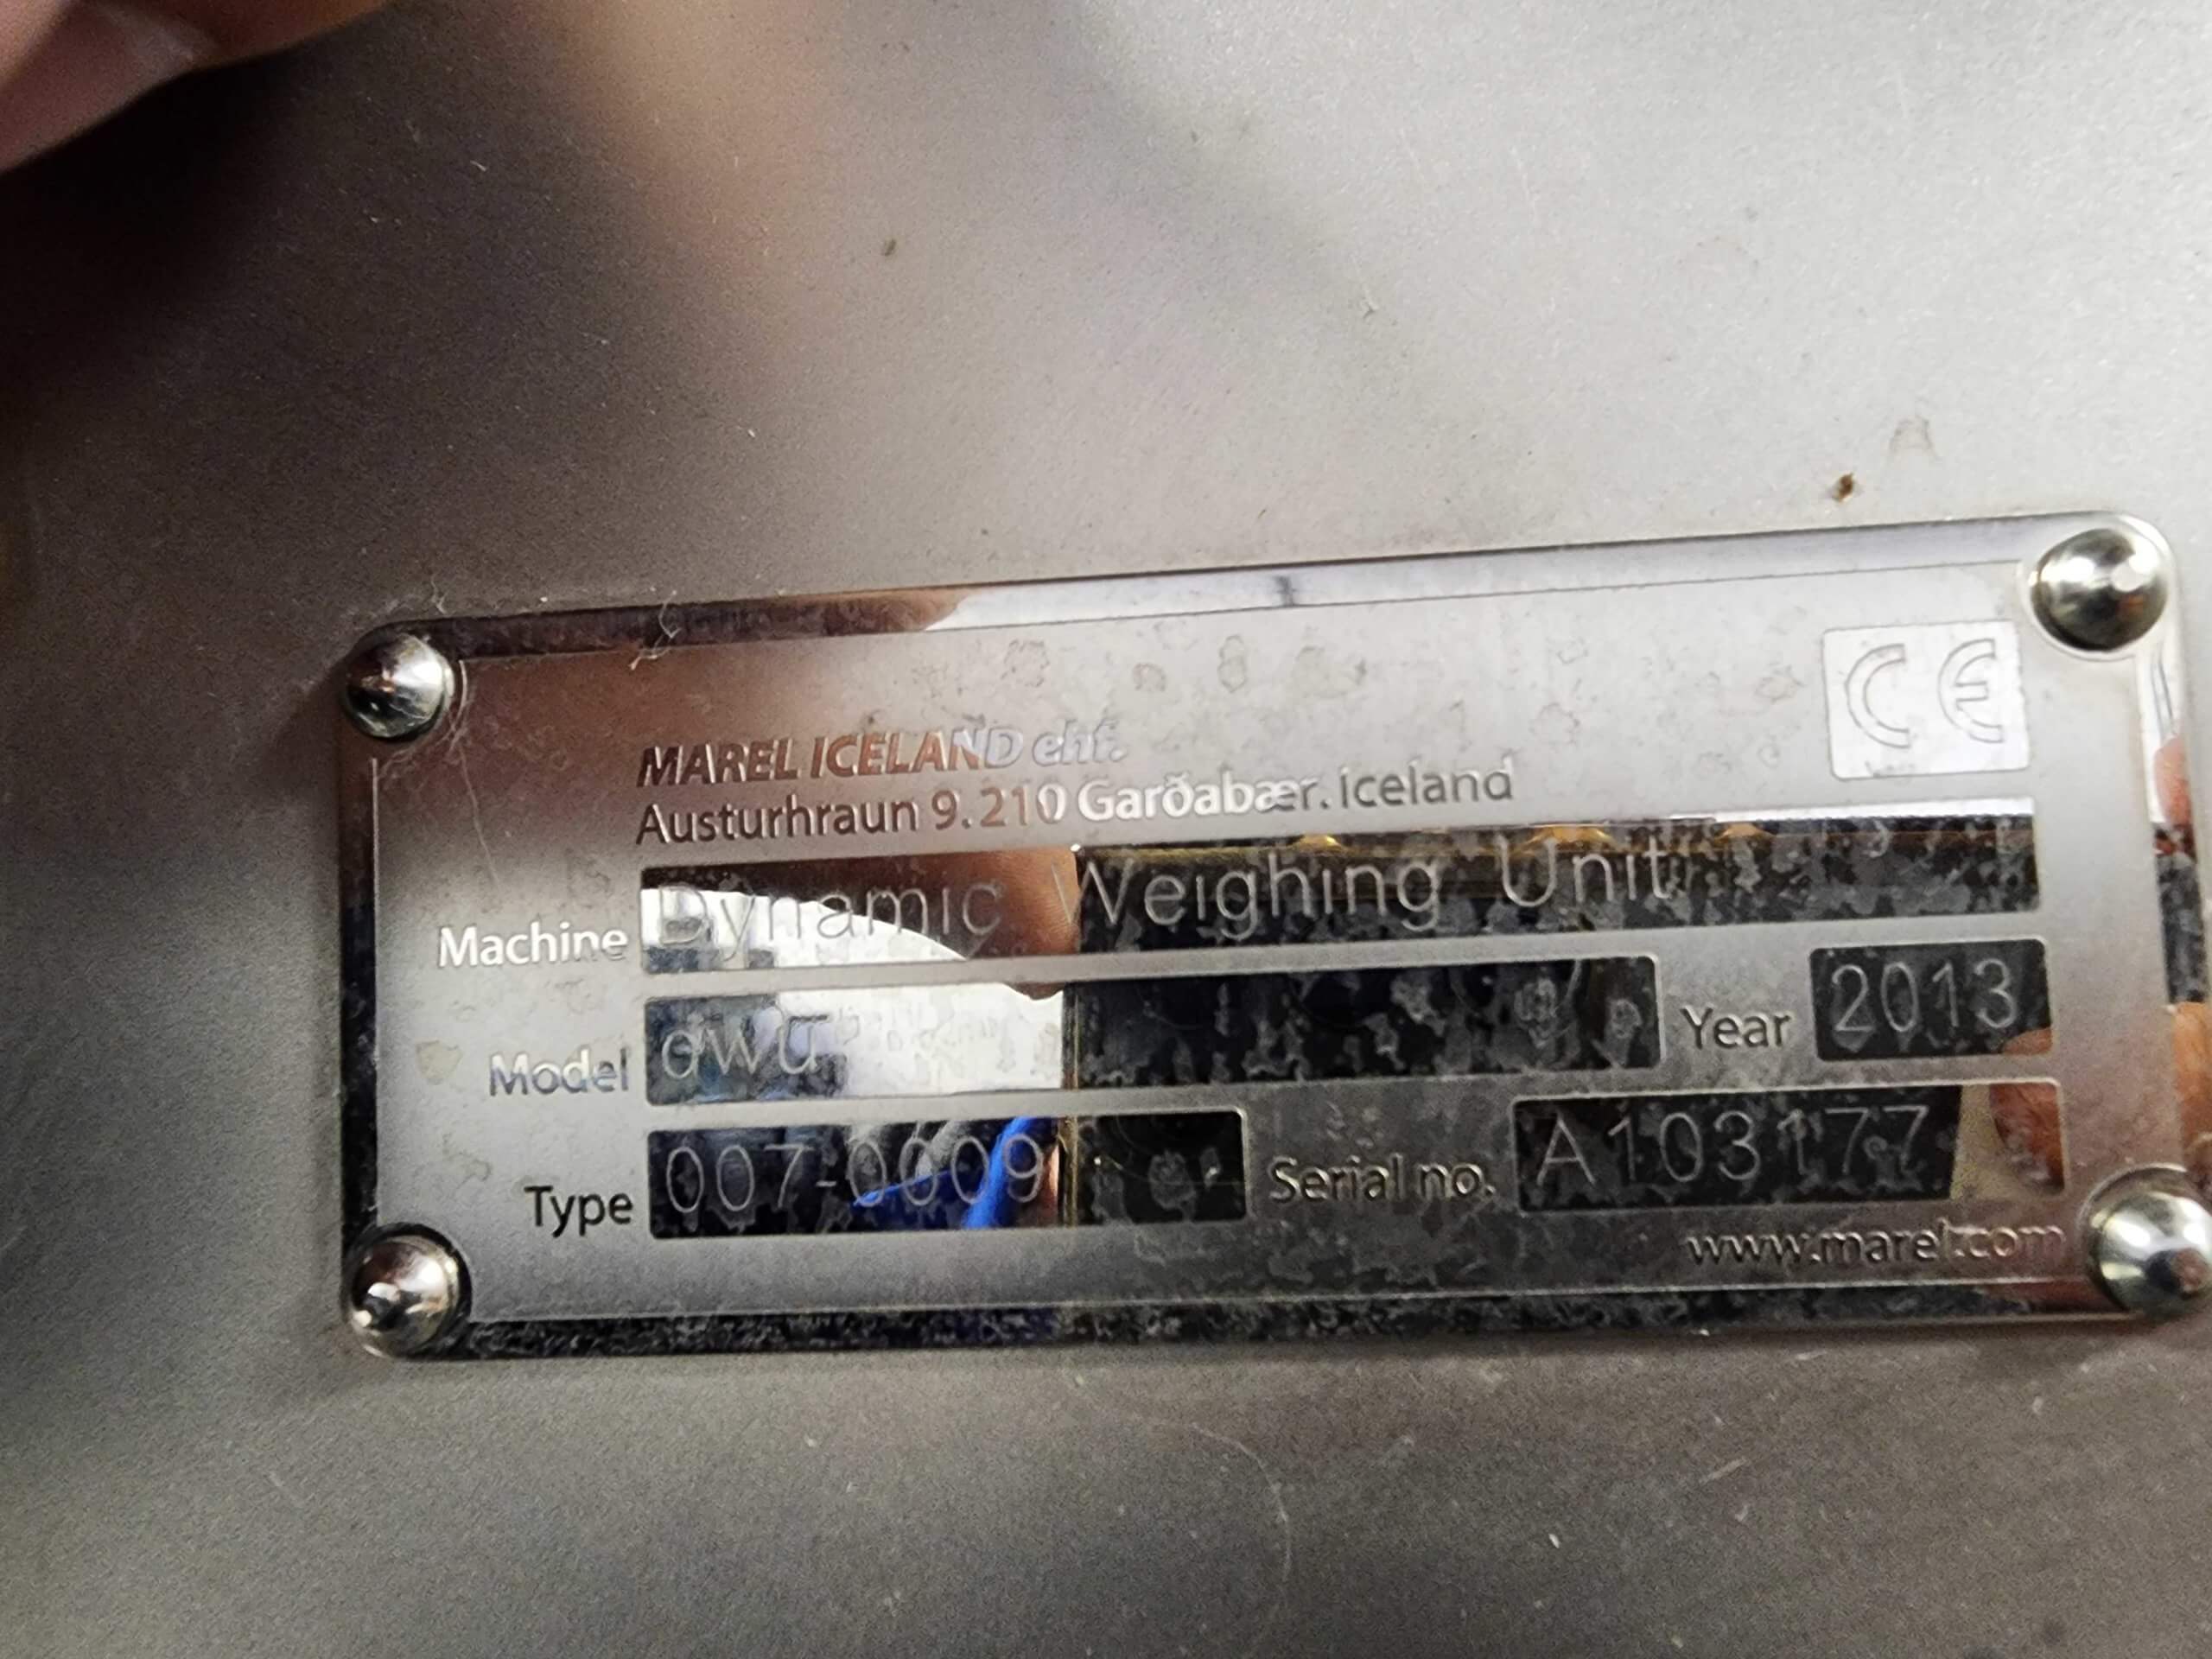 CE
MAREL ICELAND ehf.
Austurhraun 9. 210 Garðabær. iceland
Machine Dynamic Weighing Unit
Model dwu Year 2013
Type 007-0009 Serial no. A103177
www.marel.com